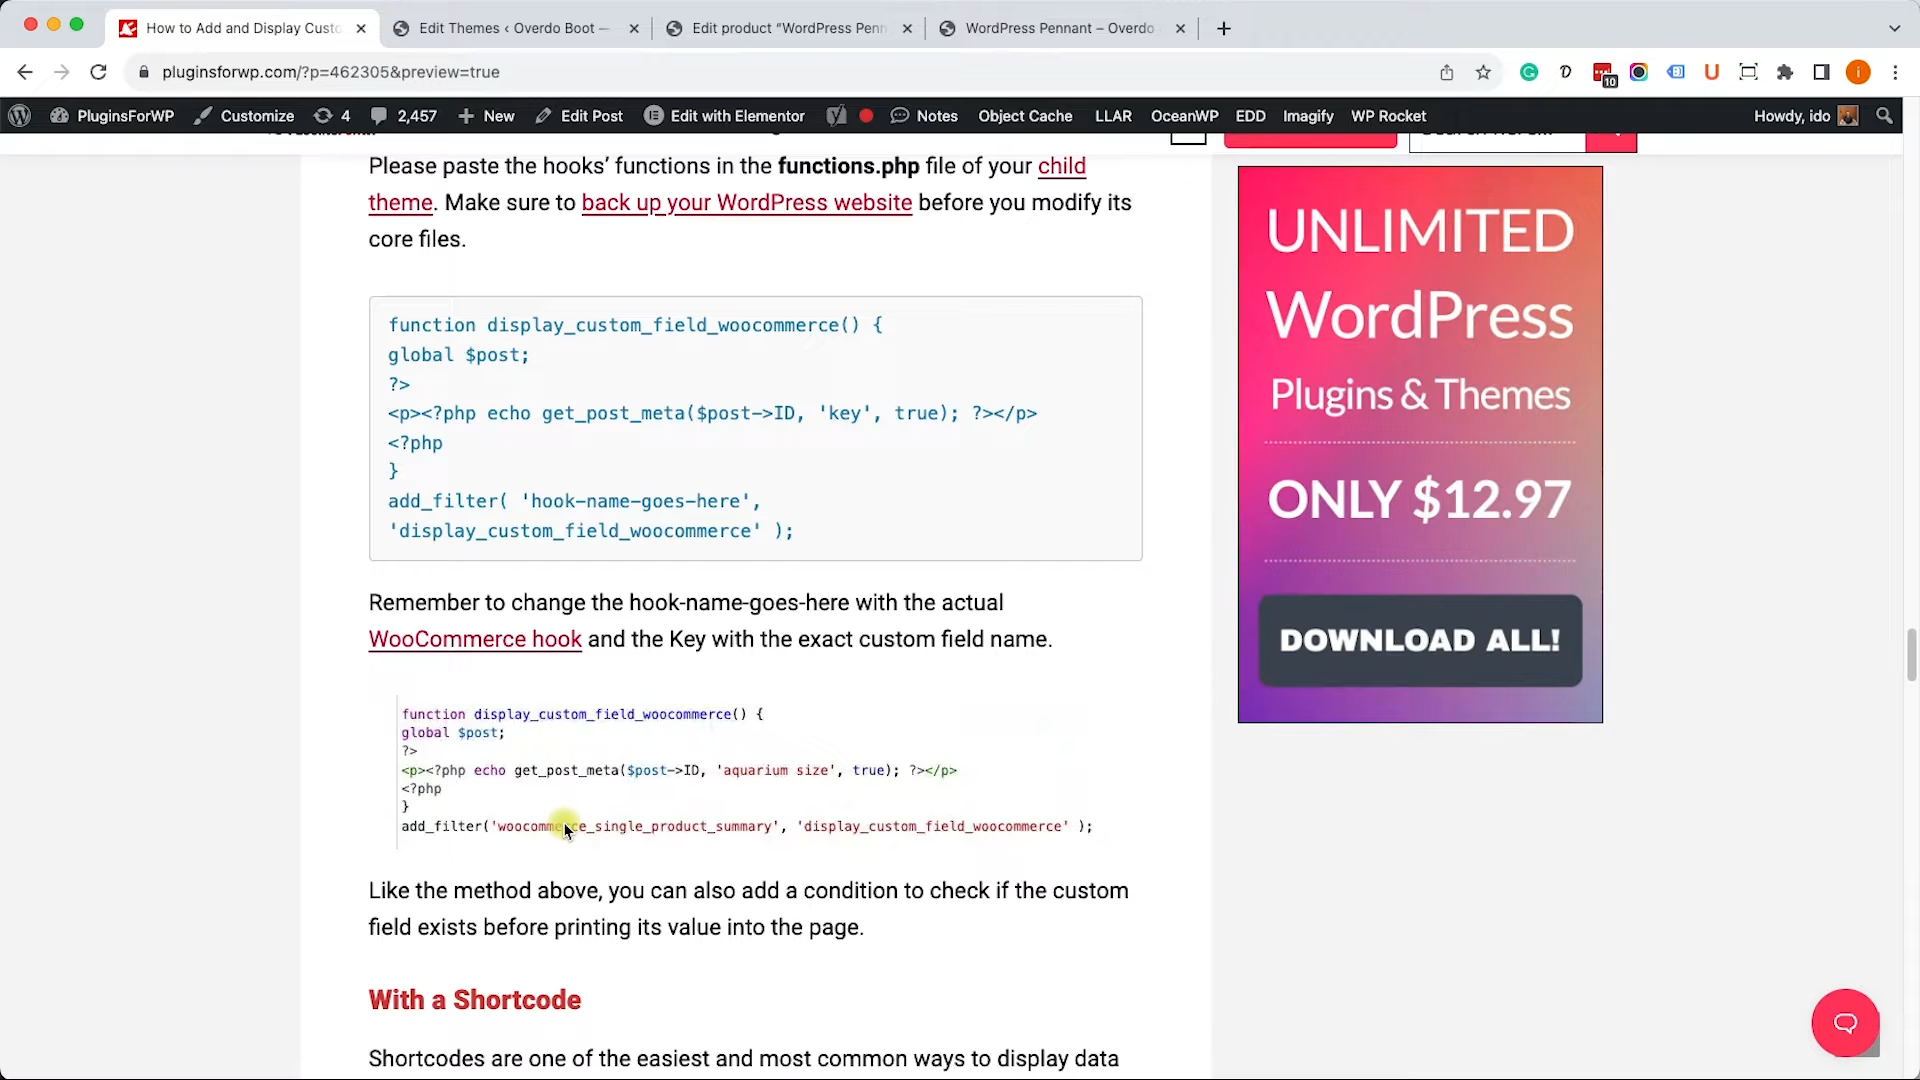 How to Add and Display Custo
Edit Themes ‹ Overdo Boot —
Edit product “WordPress Penn
WordPress Pennant – Overdo
pluginsforwp.com/?p=462305&preview=true
10
i
PluginsForWP
Customize
4
2,457
New
Edit Post
Edit with Elementor
Notes
Object Cache
LLAR
OceanWP
EDD
Imagify
WP Rocket
Howdy, ido
Please paste the hooks’ functions in the functions.php file of your child
theme. Make sure to back up your WordPress website before you modify its
core files.
function display_custom_field_woocommerce() {
global $post;
?>
<p><?php echo get_post_meta($post->ID, 'key', true); ?></p>
<?php
}
add_filter( 'hook-name-goes-here',
'display_custom_field_woocommerce' );
Remember to change the hook-name-goes-here with the actual
WooCommerce hook and the Key with the exact custom field name.
function display_custom_field_woocommerce() {
global $post;
?>
<p><?php echo get_post_meta($post->ID, 'aquarium size', true); ?></p>
<?php
}
add_filter('woocommerce_single_product_summary', 'display_custom_field_woocommerce' );
Like the method above, you can also add a condition to check if the custom
field exists before printing its value into the page.
With a Shortcode
Shortcodes are one of the easiest and most common ways to display data
UNLIMITED
WordPress
Plugins & Themes
ONLY $12.97
DOWNLOAD ALL!